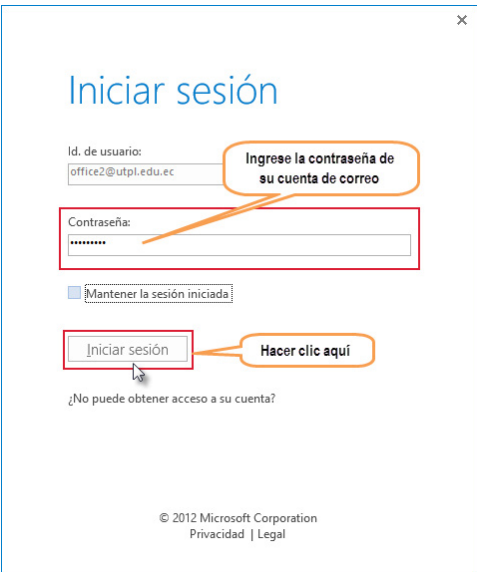 Iniciar sesión
Id. de usuario:
office2@utpl.edu.ec
Ingrese la contraseña de
su cuenta de correo
Contraseña:
•••••••••
Mantener la sesión iniciada
Iniciar sesión
Hacer clic aquí
¿No puede obtener acceso a su cuenta?
© 2012 Microsoft Corporation
Privacidad | Legal